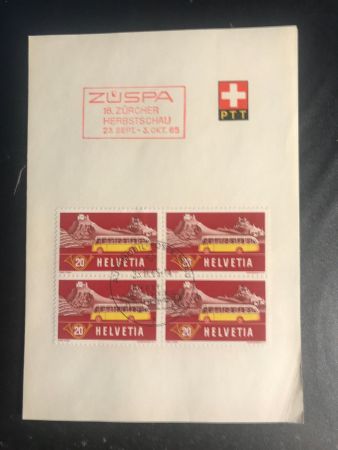 ZÜSPA
16. ZÜRCHER
HERBSTSCHAU
23. SEPT. - 3. OKT. 65
PTT
20 HELVETIA
20 HELVETIA
20 HELVETIA
20 HELVETIA